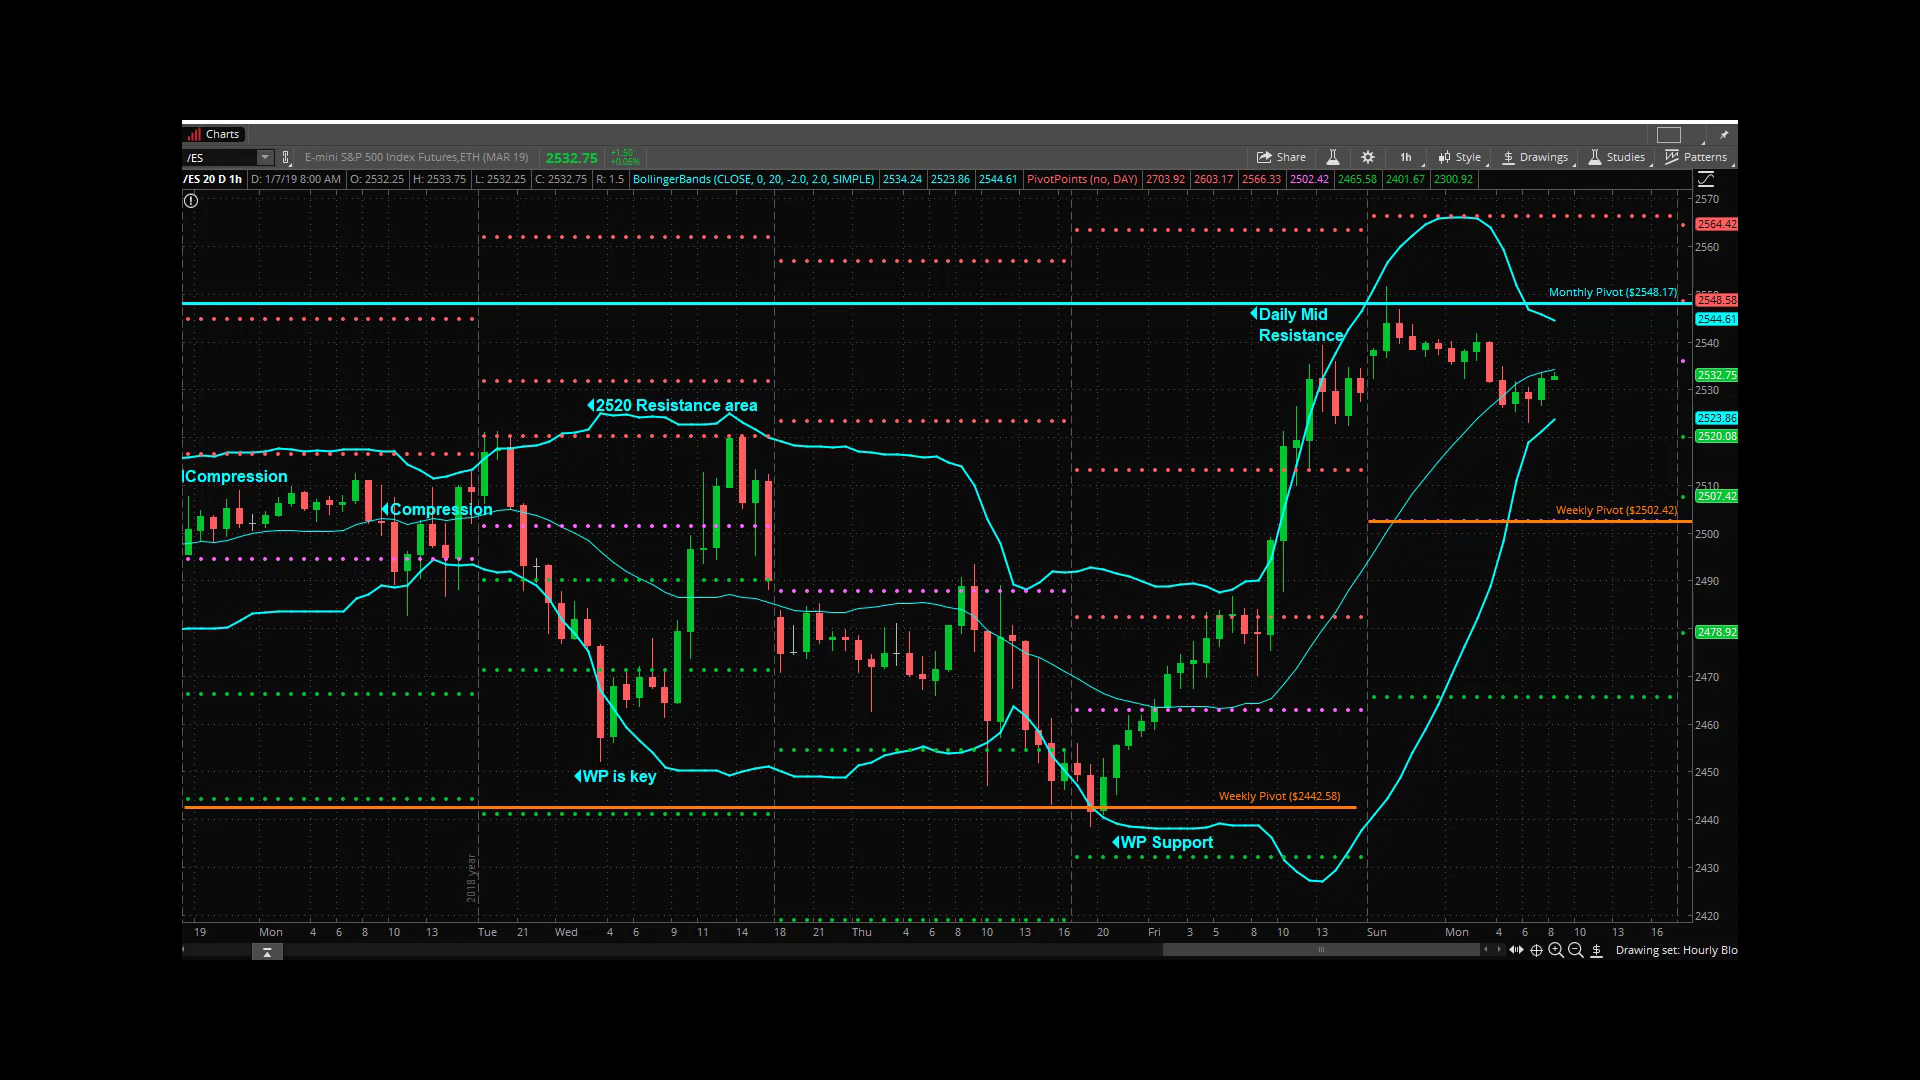 Charts
/ES
E-mini S&P 500 Index Futures,ETH (MAR 19)
2532.75
+1.50
+0.06%
Share
1h
Style
Drawings
Studies
Patterns
/ES 20 D 1h D: 1/7/19 8:00 AM O: 2532.25 H: 2533.75 L: 2532.25 C: 2532.75 R: 1.5 BollingerBands (CLOSE, 0, 20, -2.0, 2.0, SIMPLE) 2534.24 2523.86 2544.61 PivotPoints (no, DAY) 2703.92 2603.17 2566.33 2502.42 2465.58 2401.67 2300.92
2570
2564.42
2560
Monthly Pivot ($2548.17)
2548.58
Daily Mid
Resistance
2544.61
2540
2532.75
2530
2520 Resistance area
2523.86
2520.08
Compression
2510
2507.42
Compression
Weekly Pivot ($2502.42)
2500
2490
2480
2478.92
2470
2460
WP is key
2450
Weekly Pivot ($2442.58)
2440
WP Support
2430
2018 year
2420
19 Mon 4 6 8 10 13 Tue 21 Wed 4 6 9 11 14 18 21 Thu 4 6 8 10 13 16 20 Fri 3 5 8 10 13 Sun Mon 4 6 8 10 13 16
Drawing set: Hourly Blo